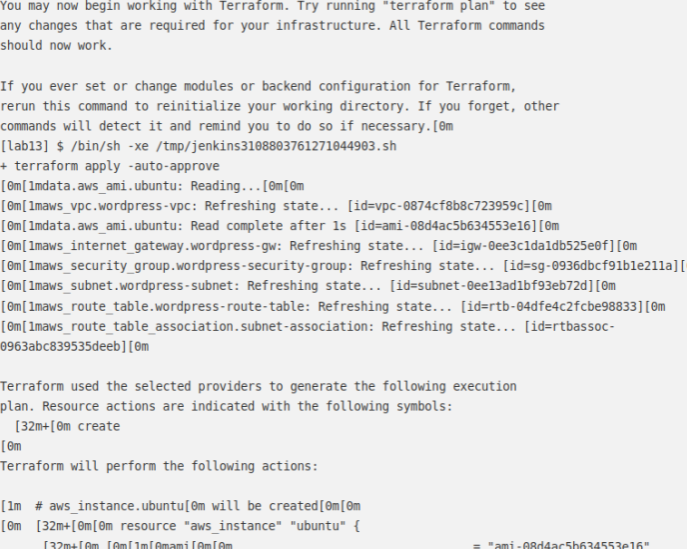 You may now begin working with Terraform. Try running "terraform plan" to see
any changes that are required for your infrastructure. All Terraform commands
should now work.
If you ever set or change modules or backend configuration for Terraform,
rerun this command to reinitialize your working directory. If you forget, other
commands will detect it and remind you to do so if necessary.[0m
[lab13] $ /bin/sh -xe /tmp/jenkins3108803761271044903.sh
+ terraform apply -auto-approve
[0m[1mdata.aws_ami.ubuntu: Reading...[0m[0m
[0m[1maws_vpc.wordpress-vpc: Refreshing state... [id=vpc-0874cf8b8c723959c][0m
[0m[1mdata.aws_ami.ubuntu: Read complete after 1s [id=ami-08d4ac5b634553e16][0m
[0m[1maws_internet_gateway.wordpress-gw: Refreshing state... [id=igw-0ee3c1da1db525e0f][0m
[0m[1maws_security_group.wordpress-security-group: Refreshing state... [id=sg-0936dbcf91b1e211a][
[0m[1maws_subnet.wordpress-subnet: Refreshing state... [id=subnet-0ee13ad1bf93eb72d][0m
[0m[1maws_route_table.wordpress-route-table: Refreshing state... [id=rtb-04dfe4c2fcbe98833][0m
[0m[1maws_route_table_association.subnet-association: Refreshing state... [id=rtbassoc-
0963abc839535deeb][0m
Terraform used the selected providers to generate the following execution
plan. Resource actions are indicated with the following symbols:
[32m+[0m create
[0m
Terraform will perform the following actions:
[1m  # aws_instance.ubuntu[0m will be created[0m[0m
[0m  [32m+[0m[0m resource "aws_instance" "ubuntu" {
[32m+[0m [0m[1m[0mami[0m[0m = "ami-08d4ac5b634553e16"